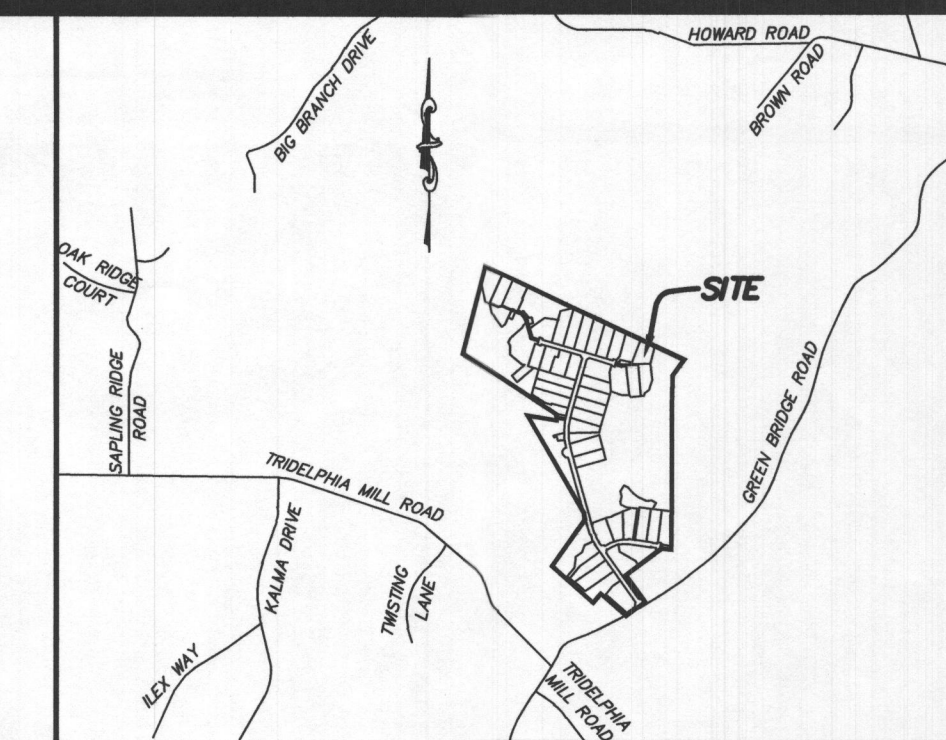 HOWARD ROAD
BIG BRANCH DRIVE
BROWN ROAD
OAK RIDGE
COURT
SITE
SAPLING RIDGE
ROAD
GREEN BRIDGE ROAD
TRIDELPHIA MILL ROAD
KALMA DRIVE
TWISTING
LANE
ILEX WAY
TRIDELPHIA
MILL ROAD